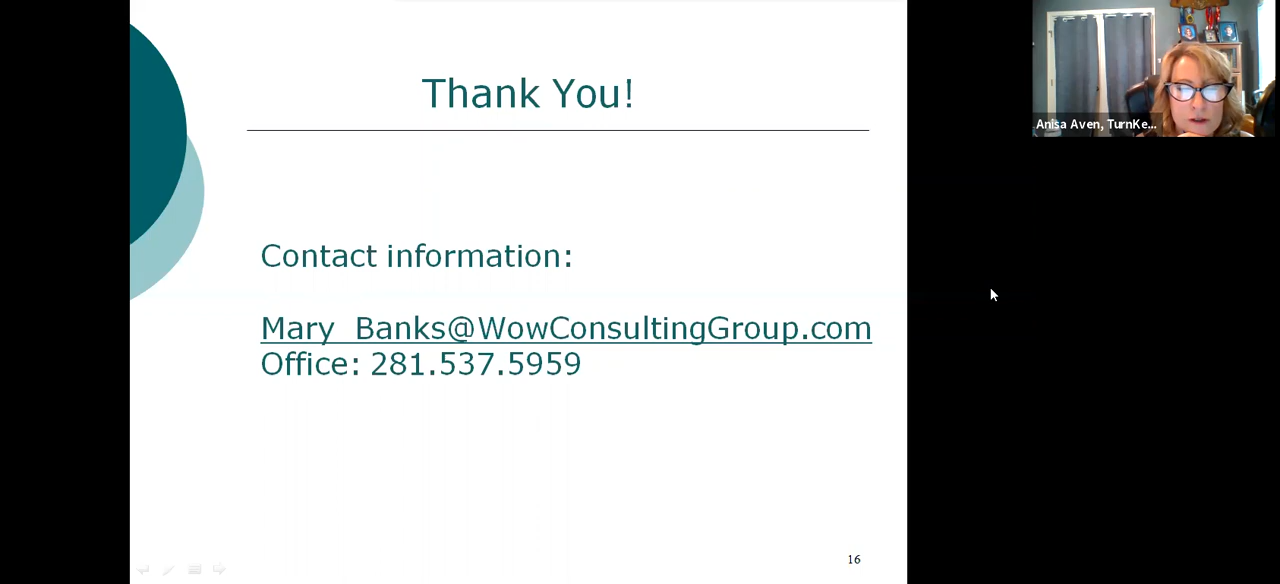 Thank You!
Contact information:
Mary_Banks@WowConsultingGroup.com
Office: 281.537.5959
16
Anisa Aven, TurnKe...